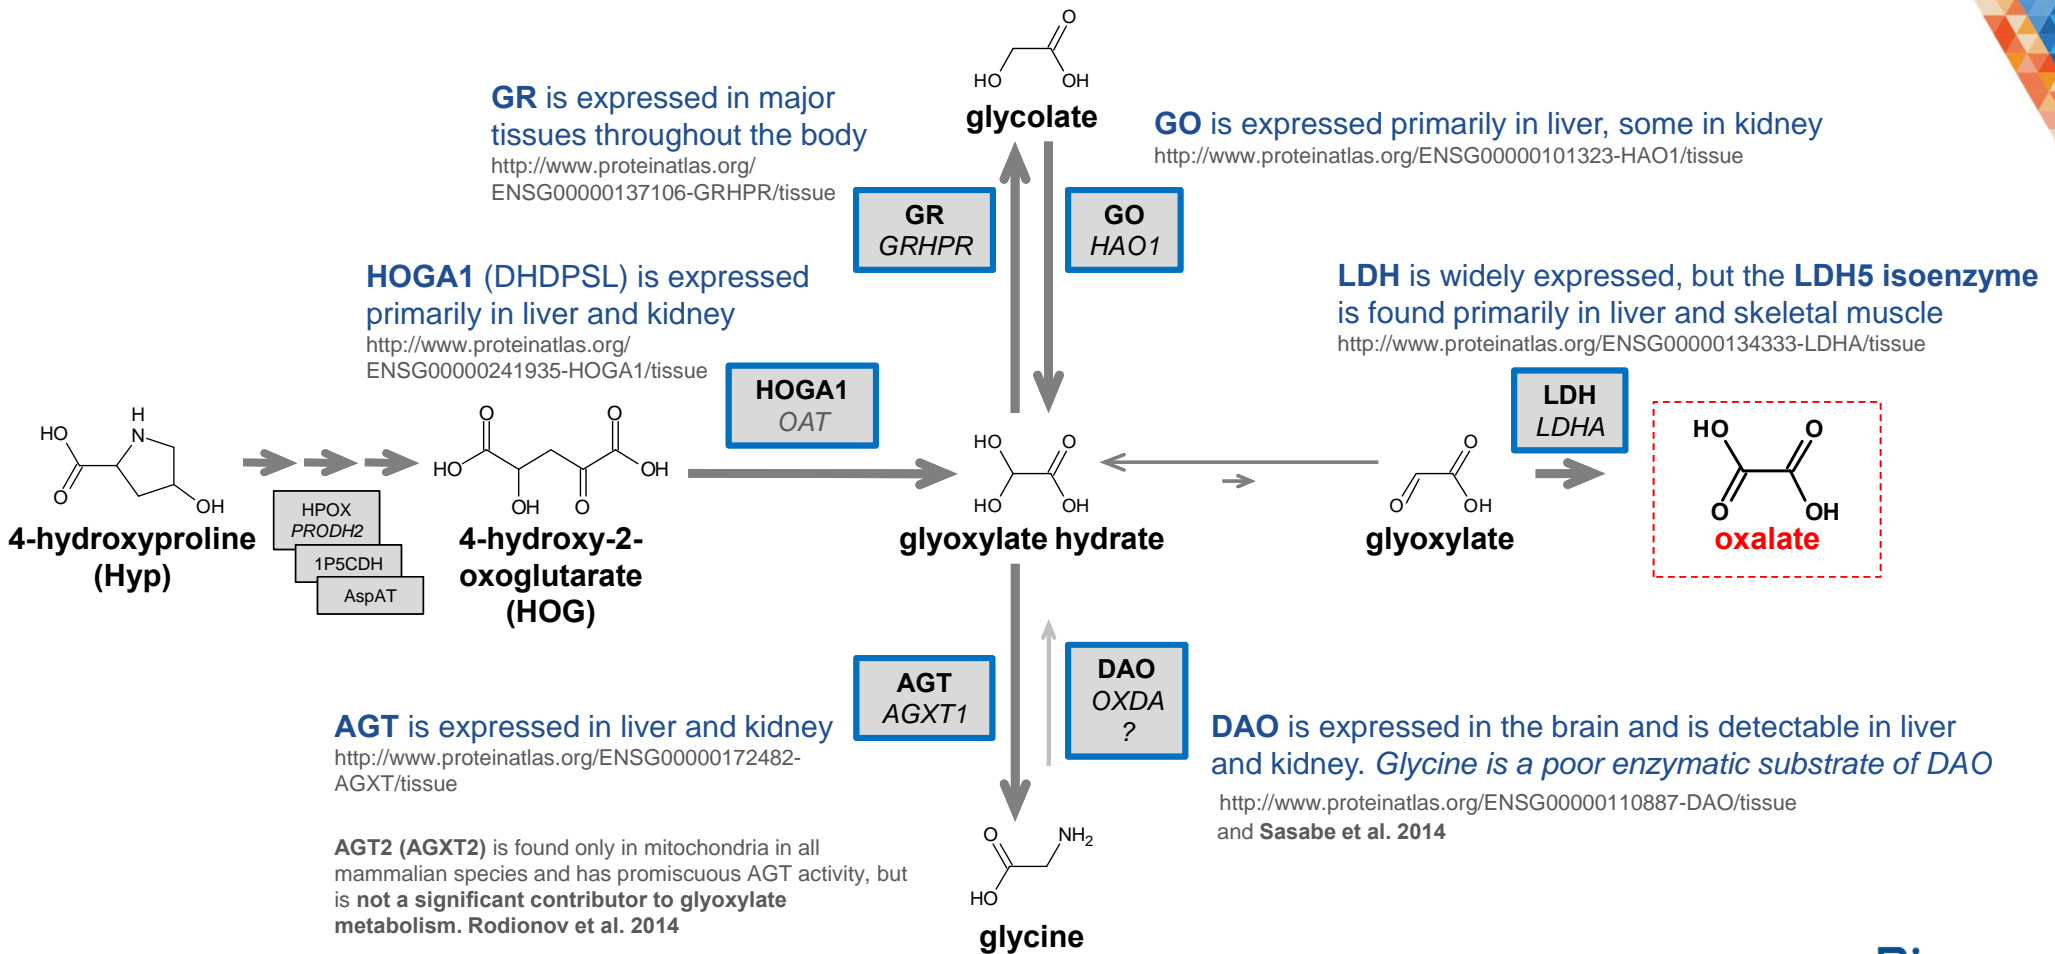 GR is expressed in major
tissues throughout the body
http://www.proteinatlas.org/
ENSG00000137106-GRHPR/tissue
O
HO
OH
glycolate
GO is expressed primarily in liver, some in kidney
http://www.proteinatlas.org/ENSG00000101323-HAO1/tissue
GR
GRHPR
GO
HAO1
HOGA1 (DHDPSL) is expressed
primarily in liver and kidney
http://www.proteinatlas.org/
ENSG00000241935-HOGA1/tissue
HOGA1
OAT
LDH is widely expressed, but the LDH5 isoenzyme
is found primarily in liver and skeletal muscle
http://www.proteinatlas.org/ENSG00000134333-LDHA/tissue
LDH
LDHA
HO
O
H
N
OH
4-hydroxyproline
(Hyp)
HPOX
PRODH2
1P5CDH
AspAT
O
O
HO
OH
OH
O
4-hydroxy-2-
oxoglutarate
(HOG)
HO
O
HO
OH
glyoxylate hydrate
O
O
OH
glyoxylate
HO
O
O
OH
oxalate
AGT
AGXT1
DAO
OXDA
?
AGT is expressed in liver and kidney
http://www.proteinatlas.org/ENSG00000172482-
AGXT/tissue
DAO is expressed in the brain and is detectable in liver
and kidney. Glycine is a poor enzymatic substrate of DAO
http://www.proteinatlas.org/ENSG00000110887-DAO/tissue
and Sasabe et al. 2014
AGT2 (AGXT2) is found only in mitochondria in all
mammalian species and has promiscuous AGT activity, but
is not a significant contributor to glyoxylate
metabolism. Rodionov et al. 2014
O
NH2
HO
glycine